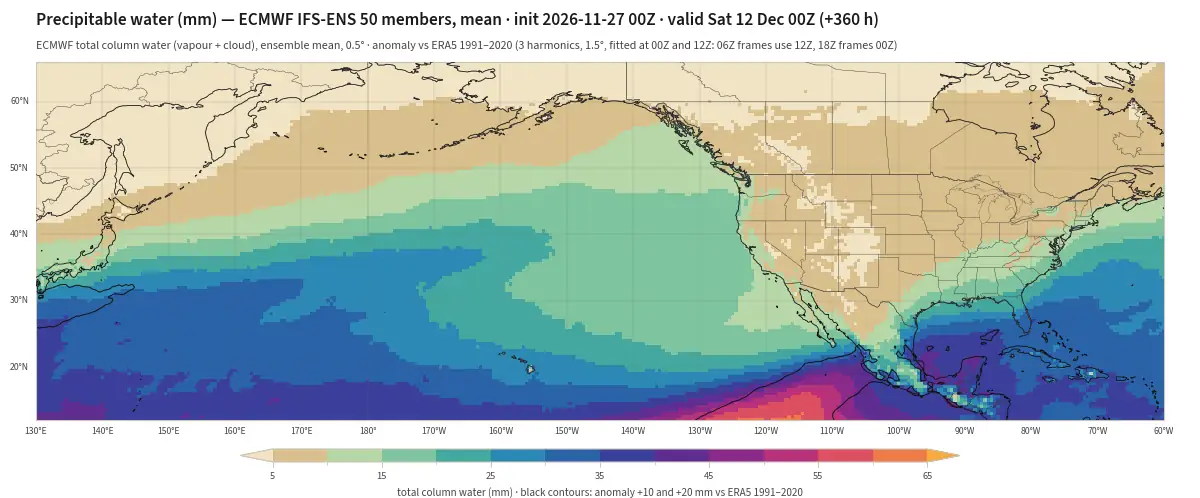 Precipitable water (mm) — ECMWF IFS-ENS 50 members, mean · init 2026-11-27 00Z · valid Sat 12 Dec 00Z (+360 h)
ECMWF total column water (vapour + cloud), ensemble mean, 0.5° · anomaly vs ERA5 1991–2020 (3 harmonics, 1.5°, fitted at 00Z and 12Z: 06Z frames use 12Z, 18Z frames 00Z)
60°N
50°N
40°N
30°N
20°N
130°E 140°E 150°E 160°E 170°E 180° 170°W 160°W 150°W 140°W 130°W 120°W 110°W 100°W 90°W 80°W 70°W 60°W
5 15 25 35 45 55 65
total column water (mm) · black contours: anomaly +10 and +20 mm vs ERA5 1991–2020